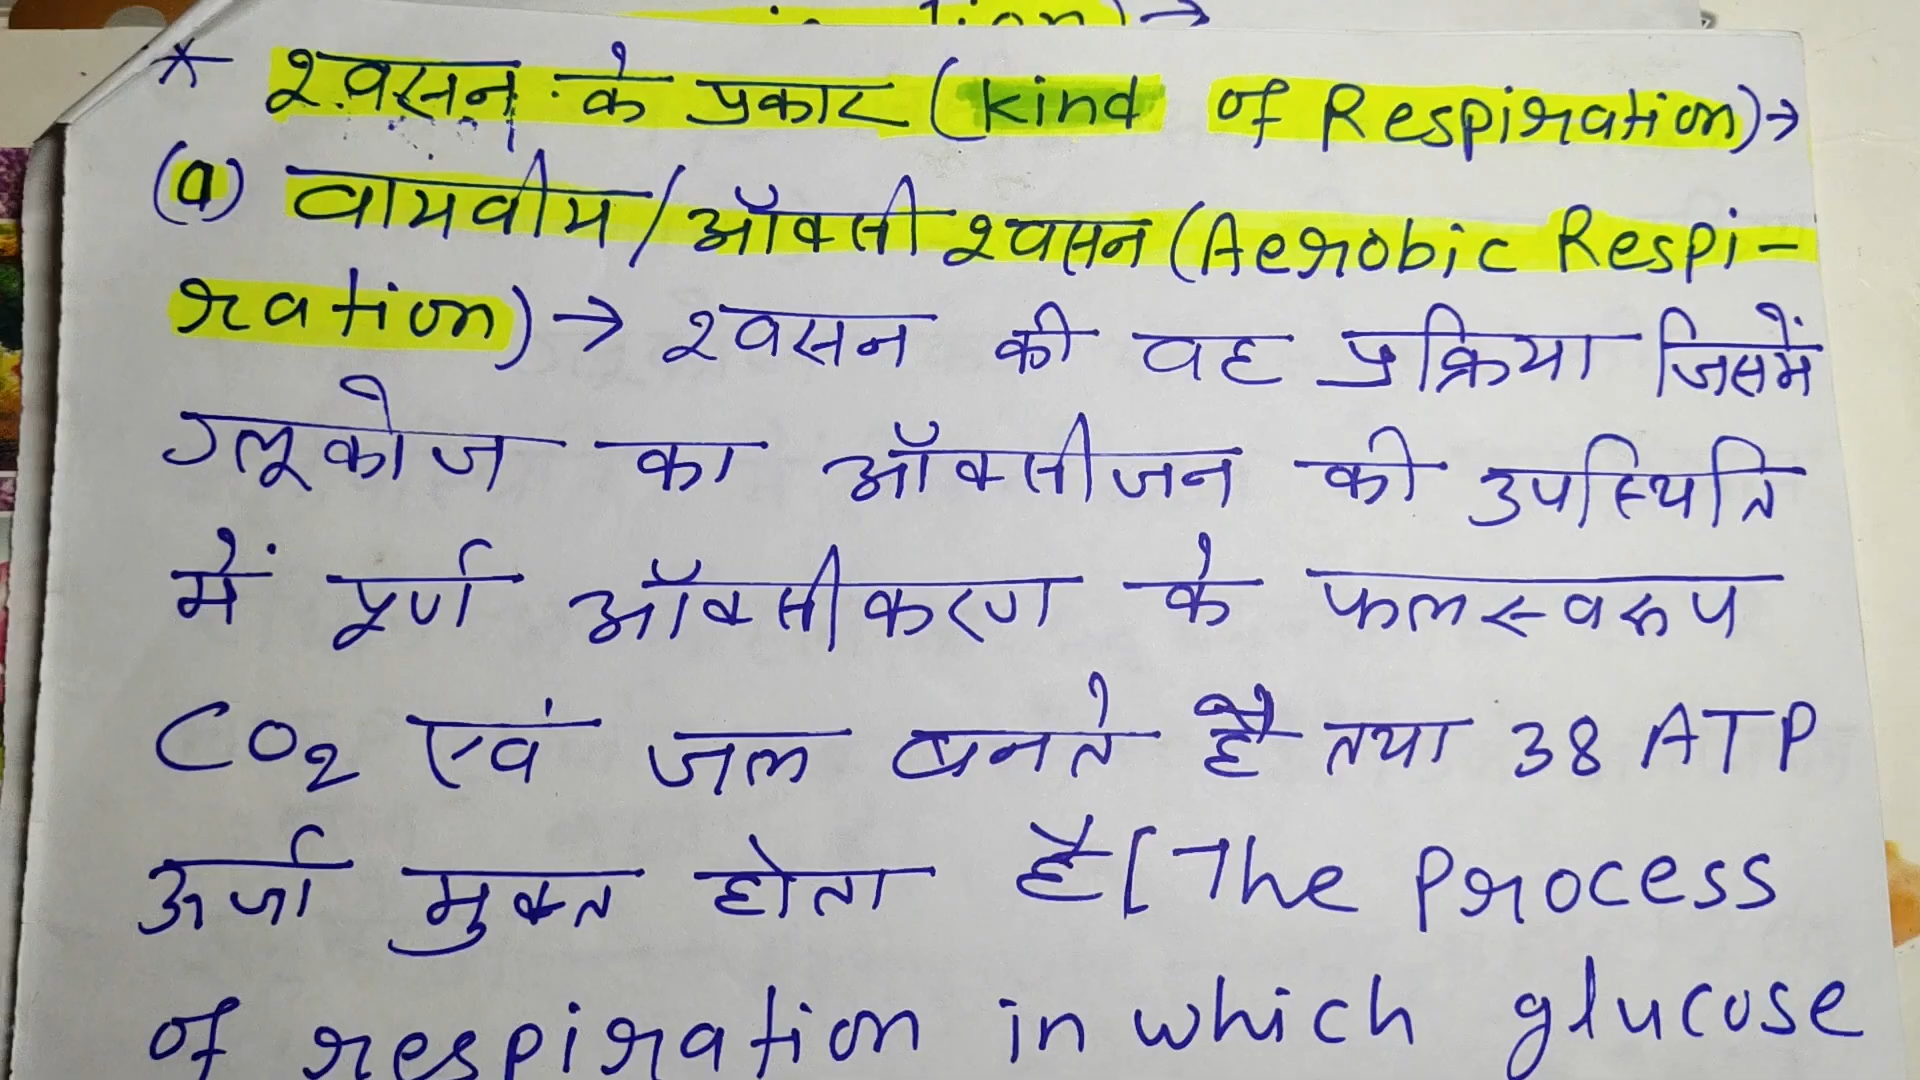 * श्वसन के प्रकार (kind of Respiration)→
(a) वायवीय/ऑक्सी श्वसन (Aerobic Respi-
ration)→ श्वसन की वह प्रक्रिया जिसमें
ग्लूकोज का ऑक्सीजन की उपस्थिति
में पूर्ण ऑक्सीकरण के फलस्वरूप
CO₂ एवं जल बनते है तथा 38 ATP
ऊर्जा मुक्त होता है [The Process
of respiration in which glucose